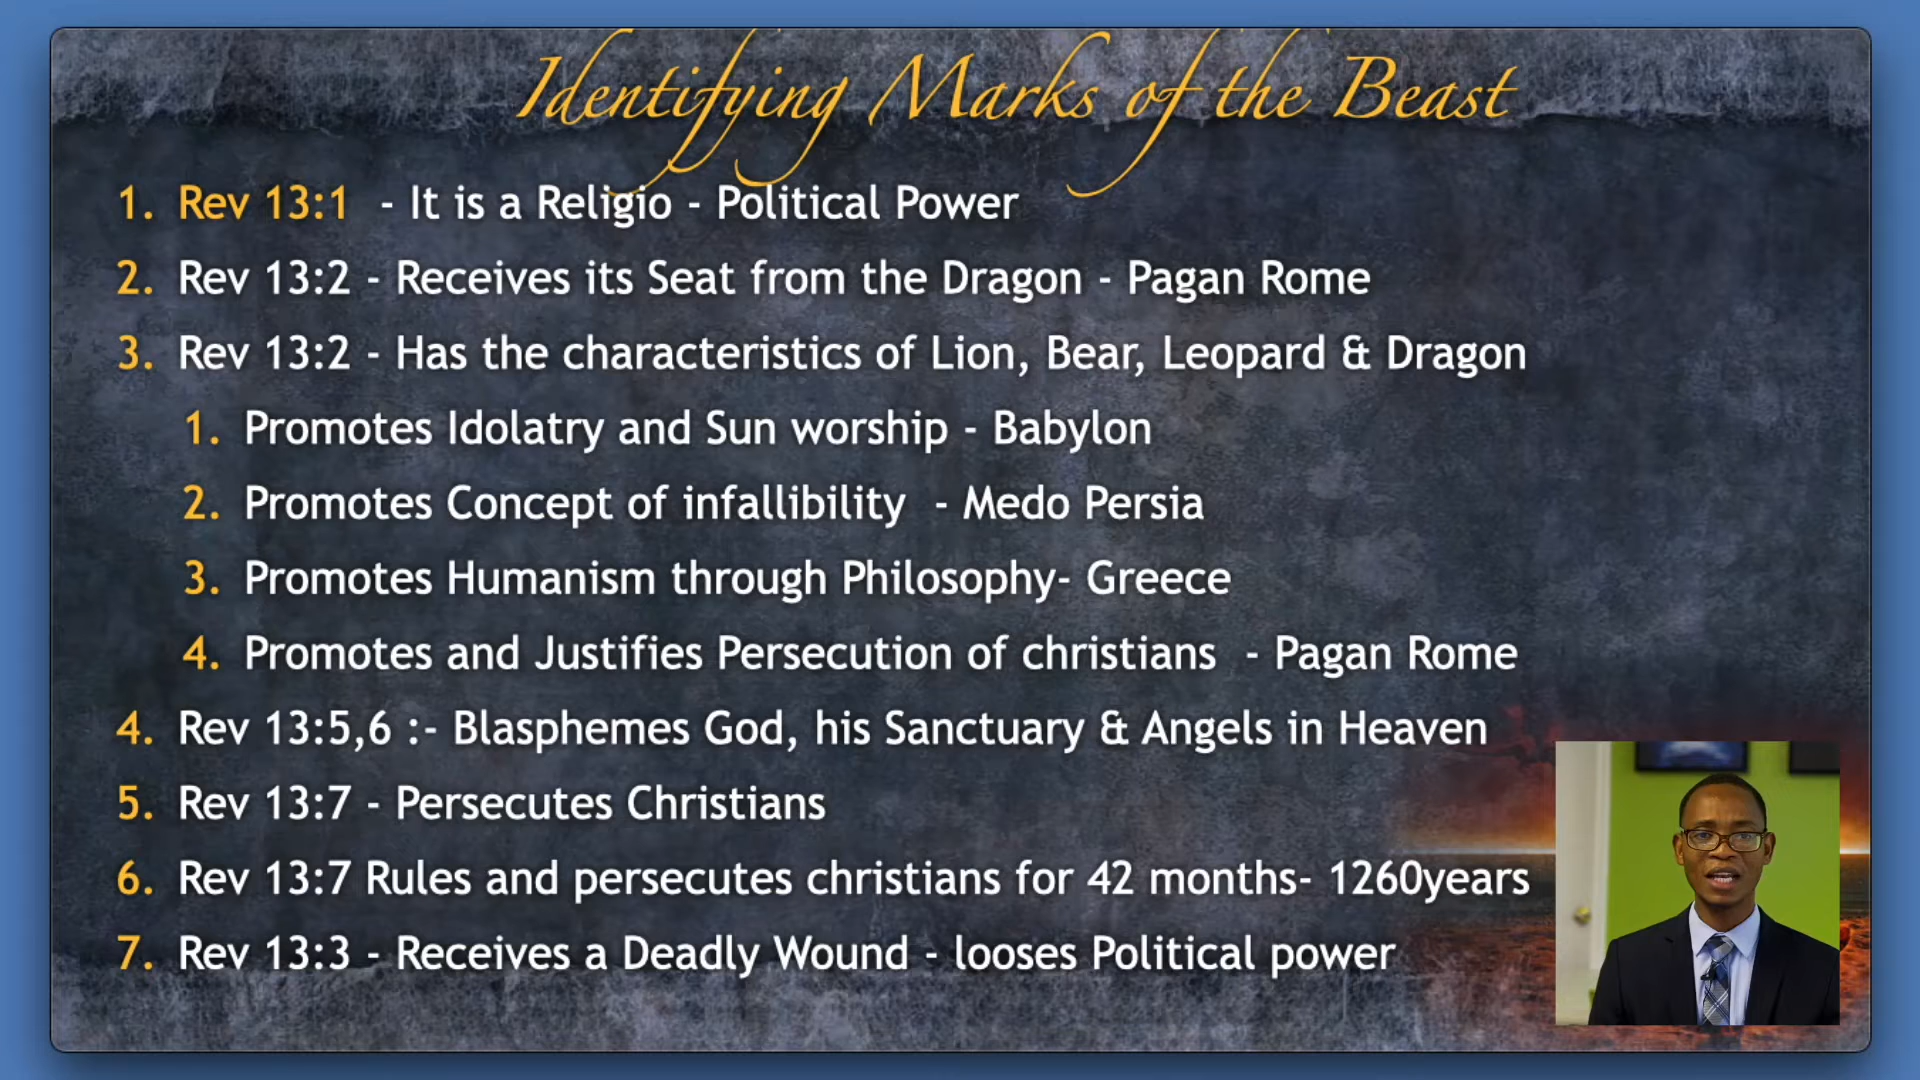 Identifying Marks of the Beast
1. Rev 13:1 - It is a Religio - Political Power
2. Rev 13:2 - Receives its Seat from the Dragon - Pagan Rome
3. Rev 13:2 - Has the characteristics of Lion, Bear, Leopard & Dragon
1. Promotes Idolatry and Sun worship - Babylon
2. Promotes Concept of infallibility - Medo Persia
3. Promotes Humanism through Philosophy- Greece
4. Promotes and Justifies Persecution of christians - Pagan Rome
4. Rev 13:5,6 :- Blasphemes God, his Sanctuary & Angels in Heaven
5. Rev 13:7 - Persecutes Christians
6. Rev 13:7 Rules and persecutes christians for 42 months- 1260years
7. Rev 13:3 - Receives a Deadly Wound - looses Political power